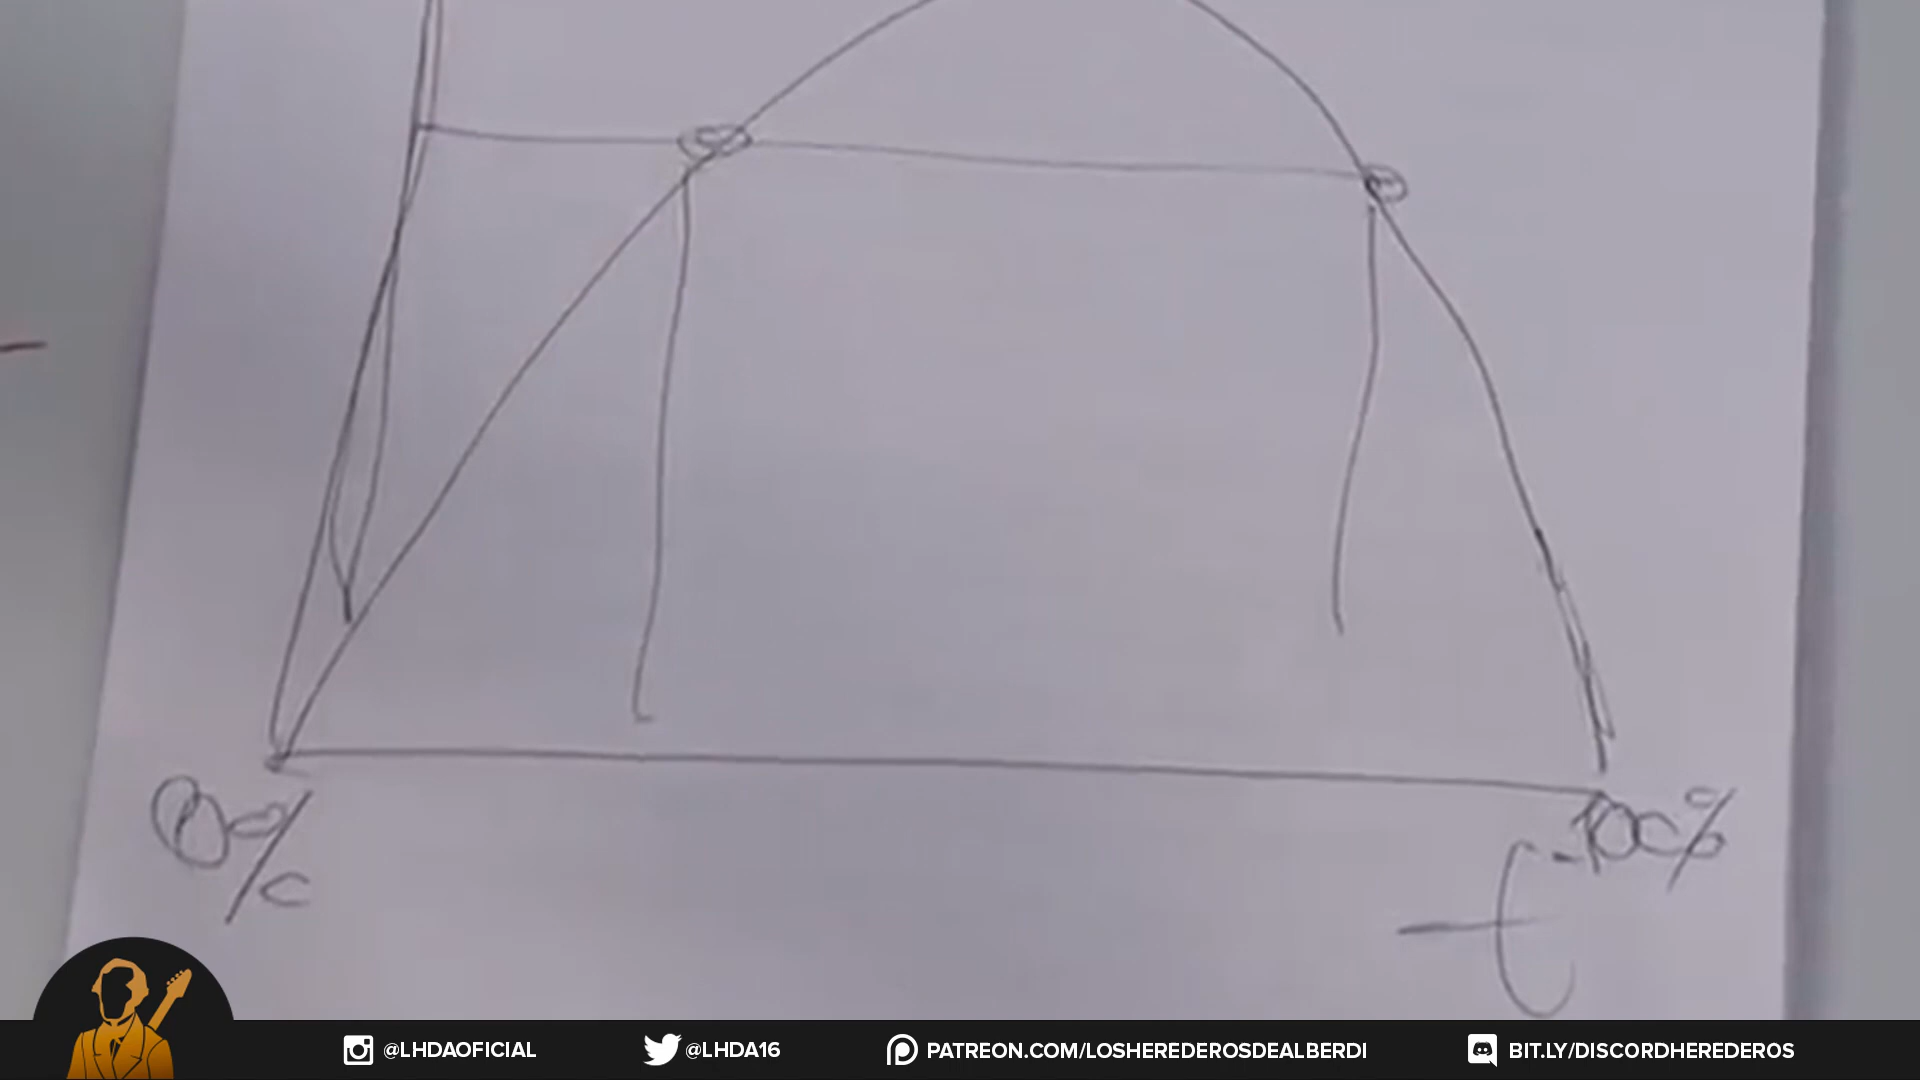 0%
100%
t
@LHDAOFICIAL
@LHDA16
PATREON.COM/LOSHEREDEROSDEALBERDI
BIT.LY/DISCORDHEREDEROS